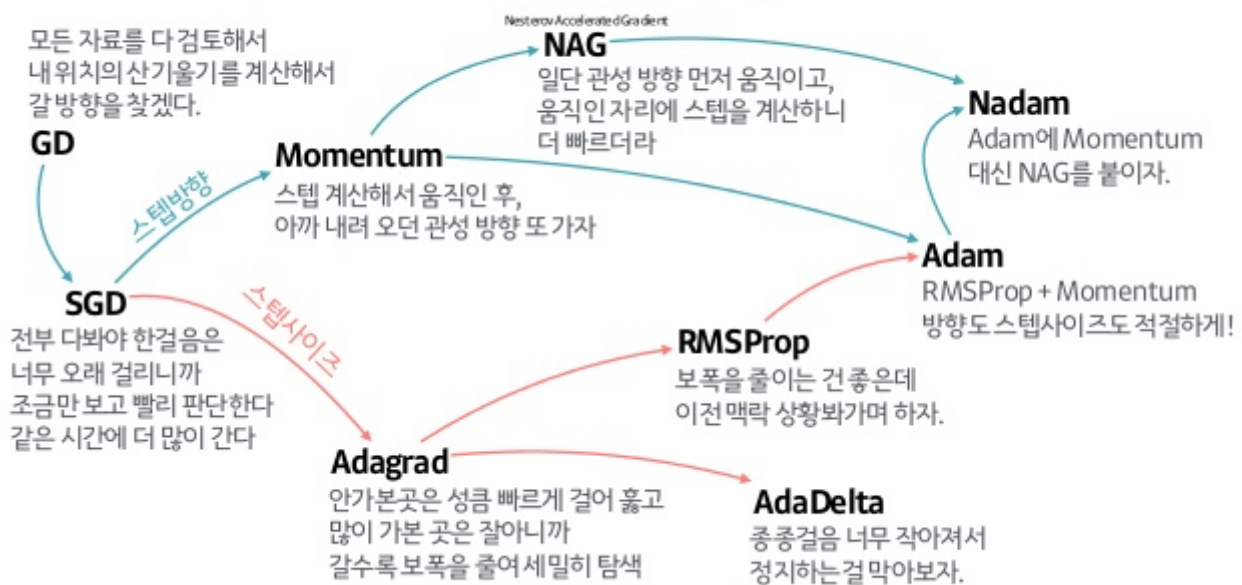 모든 자료를 다 검토해서
내 위치의 산기울기를 계산해서
갈 방향을 찾겠다.
GD
스텝방향
SGD
전부 다봐야 한걸음은
너무 오래 걸리니까
조금만 보고 빨리 판단한다
같은 시간에 더 많이 간다
Momentum
스텝 계산해서 움직인 후,
아까 내려 오던 관성 방향 또 가자
Nesterov Accelerated Gradient
NAG
일단 관성 방향 먼저 움직이고,
움직인 자리에 스텝을 계산하니
더 빠르더라
Nadam
Adam에 Momentum
대신 NAG를 붙이자.
Adam
RMSProp + Momentum
방향도 스텝사이즈도 적절하게!
스텝사이즈
RMSProp
보폭을 줄이는 건 좋은데
이전 맥락 상황봐가며 하자.
Adagrad
안가본곳은 성큼 빠르게 걸어 훑고
많이 가본 곳은 잘아니까
갈수록 보폭을 줄여 세밀히 탐색
AdaDelta
종종걸음 너무 작아져서
정지하는걸 막아보자.